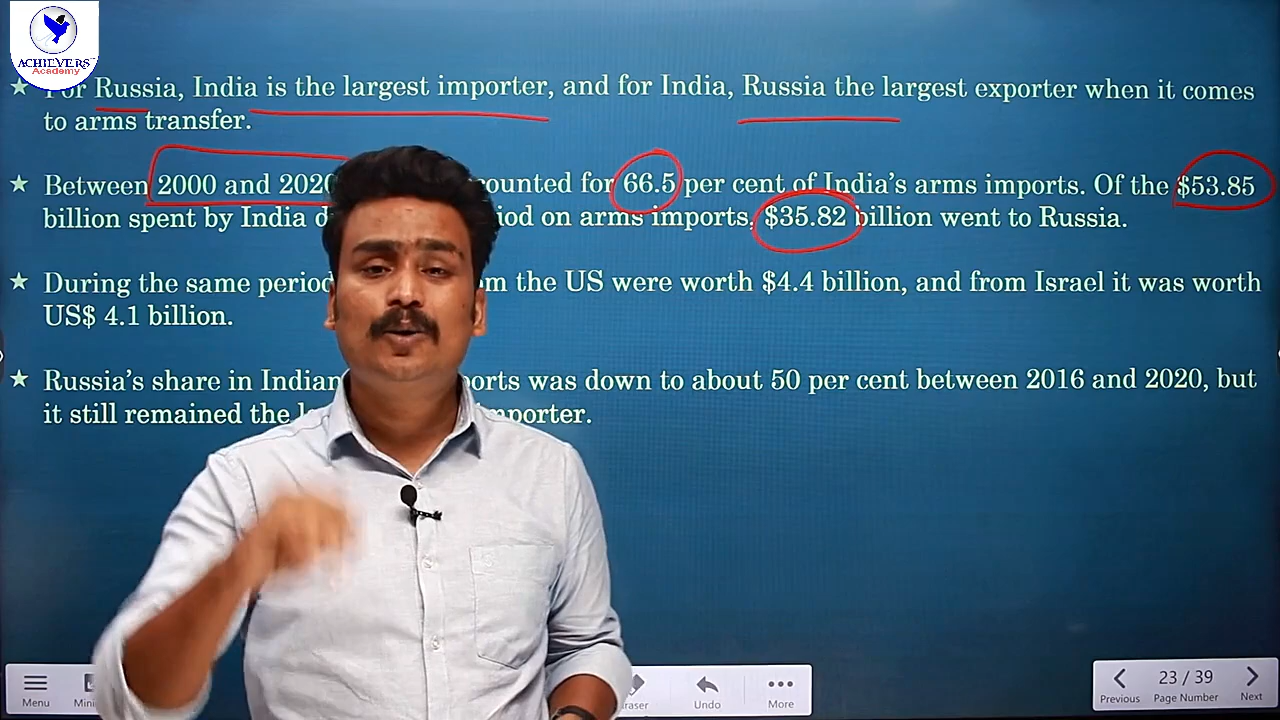 ACHIEVERS
Academy
For Russia, India is the largest importer, and for India, Russia the largest exporter when it comes
to arms transfer.
Between 2000 and 2020 counted for 66.5 per cent of India's arms imports. Of the $53.85
billion spent by India iod on arms imports, $35.82 billion went to Russia.
During the same period m the US were worth $4.4 billion, and from Israel it was worth
US$ 4.1 billion.
Russia's share in Indian ports was down to about 50 per cent between 2016 and 2020, but
it still remained the mporter.
Menu
Undo
More
Previous
23 / 39
Page Number
Next